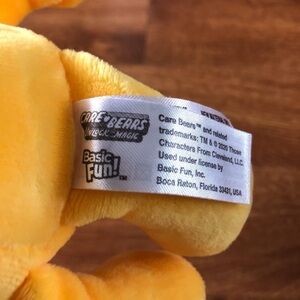 CARE BEARS
UNLOCK THE MAGIC
Basic
Fun!
Care Bears™ and related
trademarks: TM & © 2020 Those
Characters From Cleveland, LLC.
Used under license by
Basic Fun, Inc.
Boca Raton, Florida 33431, USA